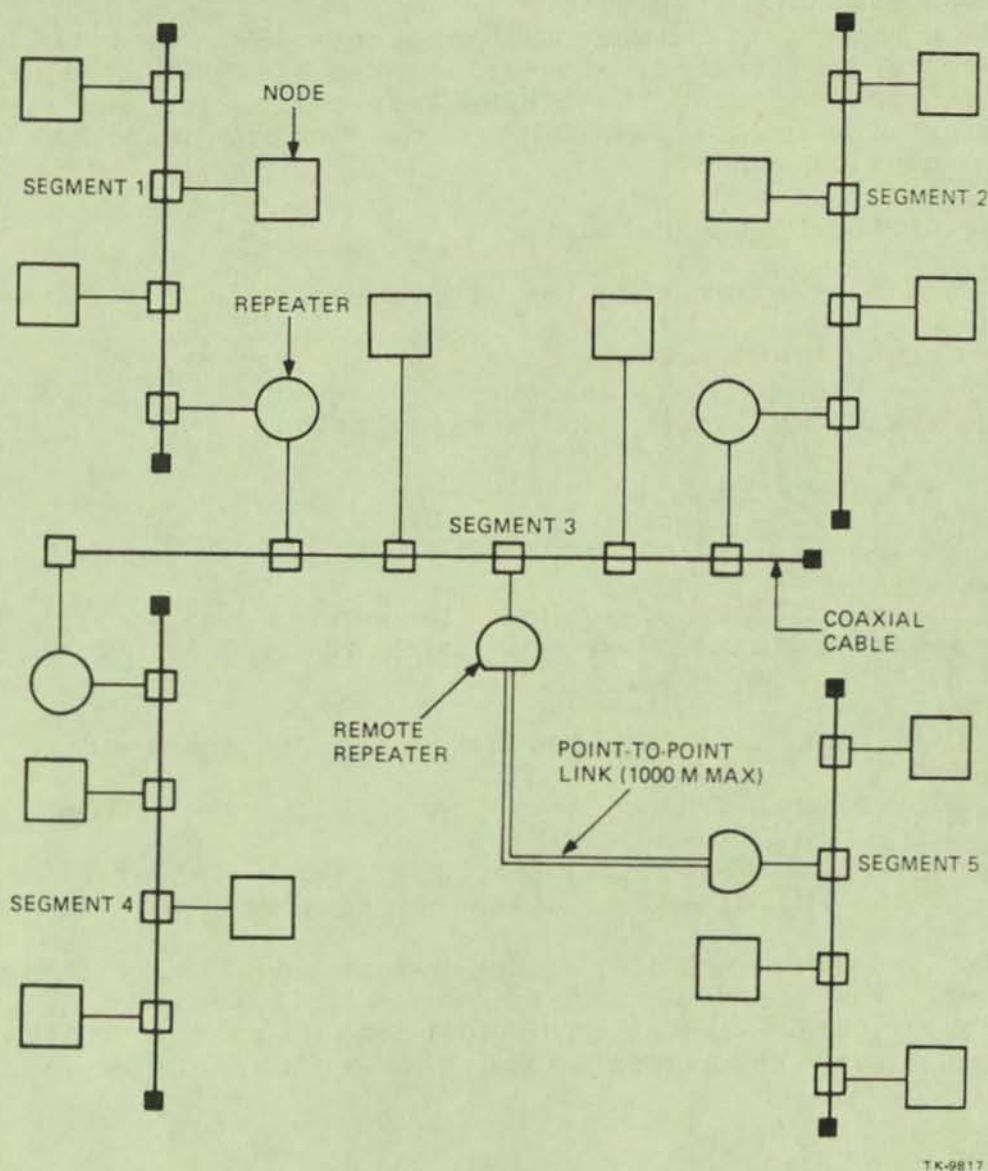 NODE
SEGMENT 1
SEGMENT 2
REPEATER
SEGMENT 3
COAXIAL
CABLE
REMOTE
REPEATER
POINT-TO-POINT
LINK (1000 M MAX)
SEGMENT 4
SEGMENT 5
TK-9817